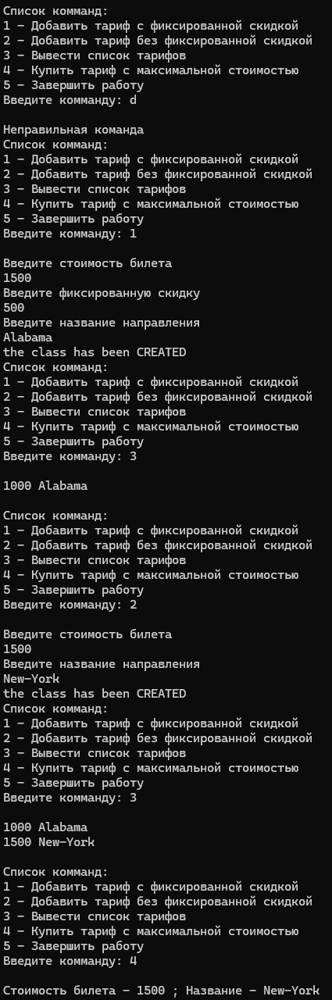 Список комманд:
1 - Добавить тариф с фиксированной скидкой
2 - Добавить тариф без фиксированной скидкой
3 - Вывести список тарифов
4 - Купить тариф с максимальной стоимостью
5 - Завершить работу
Введите комманду: d
Неправильная команда
Список комманд:
1 - Добавить тариф с фиксированной скидкой
2 - Добавить тариф без фиксированной скидкой
3 - Вывести список тарифов
4 - Купить тариф с максимальной стоимостью
5 - Завершить работу
Введите комманду: 1
Введите стоимость билета
1500
Введите фиксированную скидку
500
Введите название направления
Alabama
the class has been CREATED
Список комманд:
1 - Добавить тариф с фиксированной скидкой
2 - Добавить тариф без фиксированной скидкой
3 - Вывести список тарифов
4 - Купить тариф с максимальной стоимостью
5 - Завершить работу
Введите комманду: 3
1000 Alabama
Список комманд:
1 - Добавить тариф с фиксированной скидкой
2 - Добавить тариф без фиксированной скидкой
3 - Вывести список тарифов
4 - Купить тариф с максимальной стоимостью
5 - Завершить работу
Введите комманду: 2
Введите стоимость билета
1500
Введите название направления
New-York
the class has been CREATED
Список комманд:
1 - Добавить тариф с фиксированной скидкой
2 - Добавить тариф без фиксированной скидкой
3 - Вывести список тарифов
4 - Купить тариф с максимальной стоимостью
5 - Завершить работу
Введите комманду: 3
1000 Alabama
1500 New-York
Список комманд:
1 - Добавить тариф с фиксированной скидкой
2 - Добавить тариф без фиксированной скидкой
3 - Вывести список тарифов
4 - Купить тариф с максимальной стоимостью
5 - Завершить работу
Введите комманду: 4
Стоимость билета - 1500 ; Название - New-York